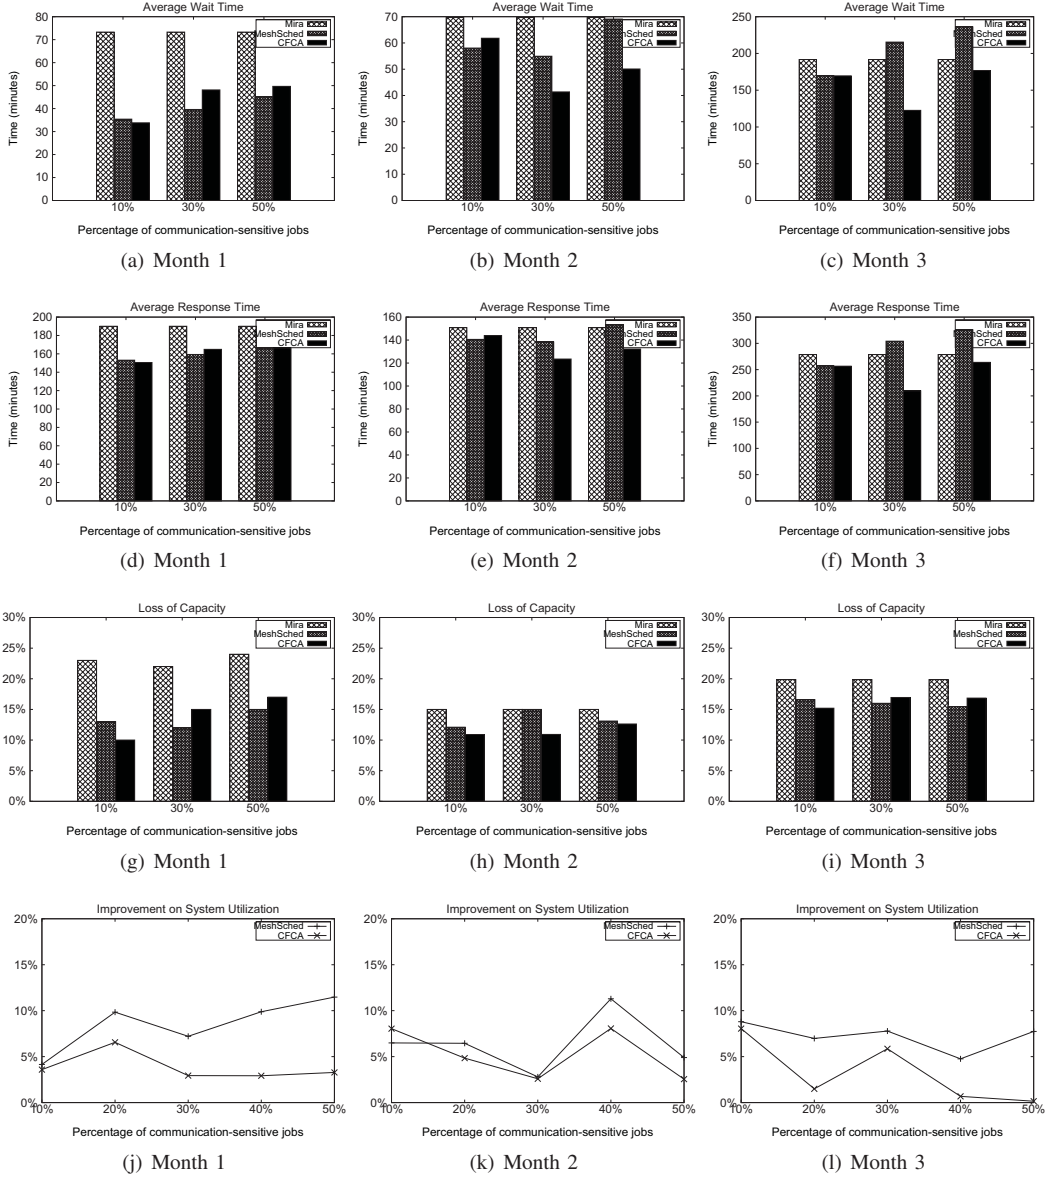 Average Wait Time
80
70
60
50
40
30
20
10
0
Time (minutes)
Mira
MeshSched
CFCA
10%
30%
50%
Percentage of communication-sensitive jobs
(a) Month 1
Average Wait Time
70
60
50
40
30
20
10
0
Time (minutes)
Mira
MeshSched
CFCA
10%
30%
50%
Percentage of communication-sensitive jobs
(b) Month 2
Average Wait Time
250
200
150
100
50
0
Time (minutes)
Mira
MeshSched
CFCA
10%
30%
50%
Percentage of communication-sensitive jobs
(c) Month 3
Average Response Time
200
180
160
140
120
100
80
60
40
20
0
Time (minutes)
Mira
MeshSched
CFCA
10%
30%
50%
Percentage of communication-sensitive jobs
(d) Month 1
Average Response Time
160
140
120
100
80
60
40
20
0
Time (minutes)
Mira
MeshSched
CFCA
10%
30%
50%
Percentage of communication-sensitive jobs
(e) Month 2
Average Response Time
350
300
250
200
150
100
50
0
Time (minutes)
Mira
MeshSched
CFCA
10%
30%
50%
Percentage of communication-sensitive jobs
(f) Month 3
Loss of Capacity
30%
25%
20%
15%
10%
5%
0%
Mira
MeshSched
CFCA
10%
30%
50%
Percentage of communication-sensitive jobs
(g) Month 1
Loss of Capacity
30%
25%
20%
15%
10%
5%
0%
Mira
MeshSched
CFCA
10%
30%
50%
Percentage of communication-sensitive jobs
(h) Month 2
Loss of Capacity
30%
25%
20%
15%
10%
5%
0%
Mira
MeshSched
CFCA
10%
30%
50%
Percentage of communication-sensitive jobs
(i) Month 3
Improvement on System Utilization
20%
15%
10%
5%
0%
MeshSched
CFCA
10%
20%
30%
40%
50%
Percentage of communication-sensitive jobs
(j) Month 1
Improvement on System Utilization
20%
15%
10%
5%
0%
MeshSched
CFCA
10%
20%
30%
40%
50%
Percentage of communication-sensitive jobs
(k) Month 2
Improvement on System Utilization
20%
15%
10%
5%
0%
MeshSched
CFCA
10%
20%
30%
40%
50%
Percentage of communication-sensitive jobs
(l) Month 3